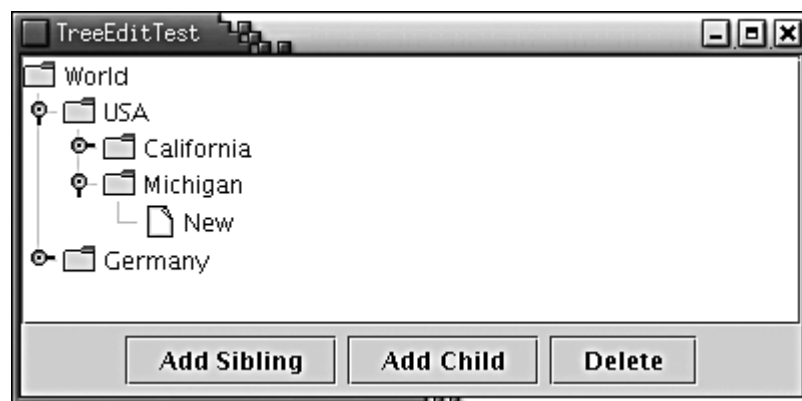 TreeEditTest
World
USA
California
Michigan
New
Germany
Add Sibling Add Child Delete